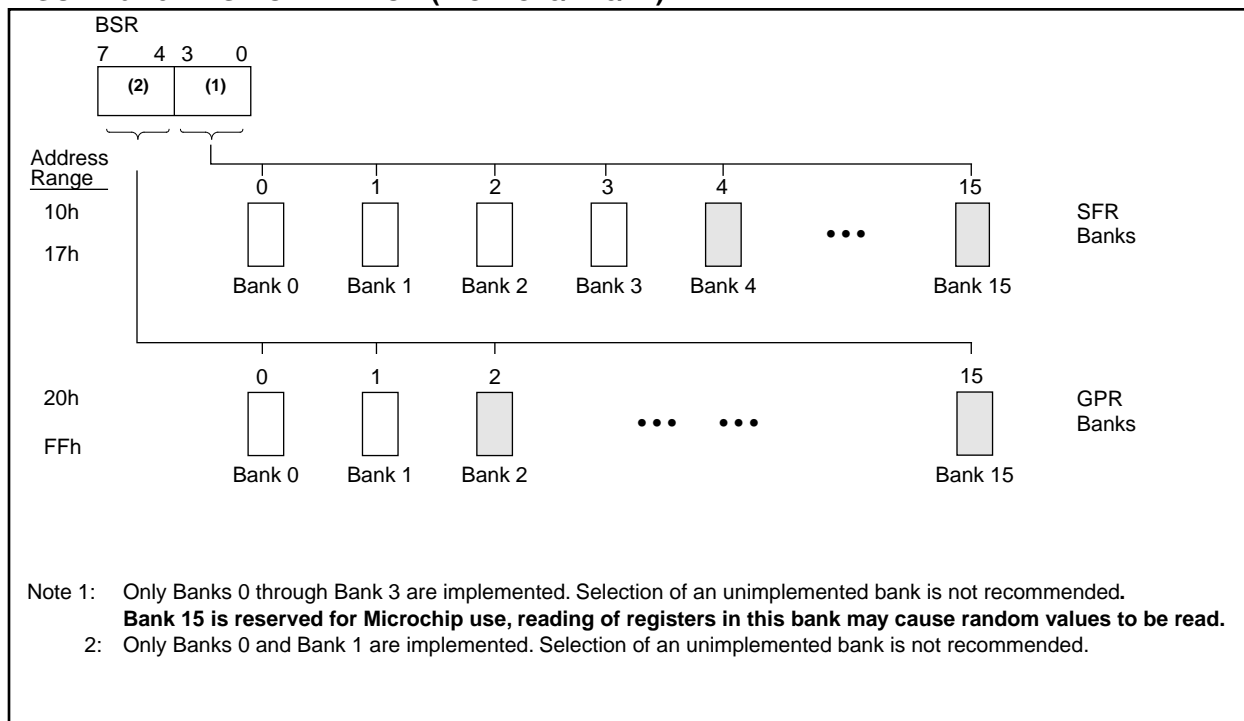 BSR
7 4 3 0
(2) (1)
Address
Range
0 1 2 3 4 15
10h
17h
SFR
Banks
••• 
Bank 0 Bank 1 Bank 2 Bank 3 Bank 4 Bank 15
0 1 2 15
20h
FFh
GPR
Banks
••• •••
Bank 0 Bank 1 Bank 2 Bank 15
Note 1: Only Banks 0 through Bank 3 are implemented. Selection of an unimplemented bank is not recommended.
Bank 15 is reserved for Microchip use, reading of registers in this bank may cause random values to be read.
2: Only Banks 0 and Bank 1 are implemented. Selection of an unimplemented bank is not recommended.